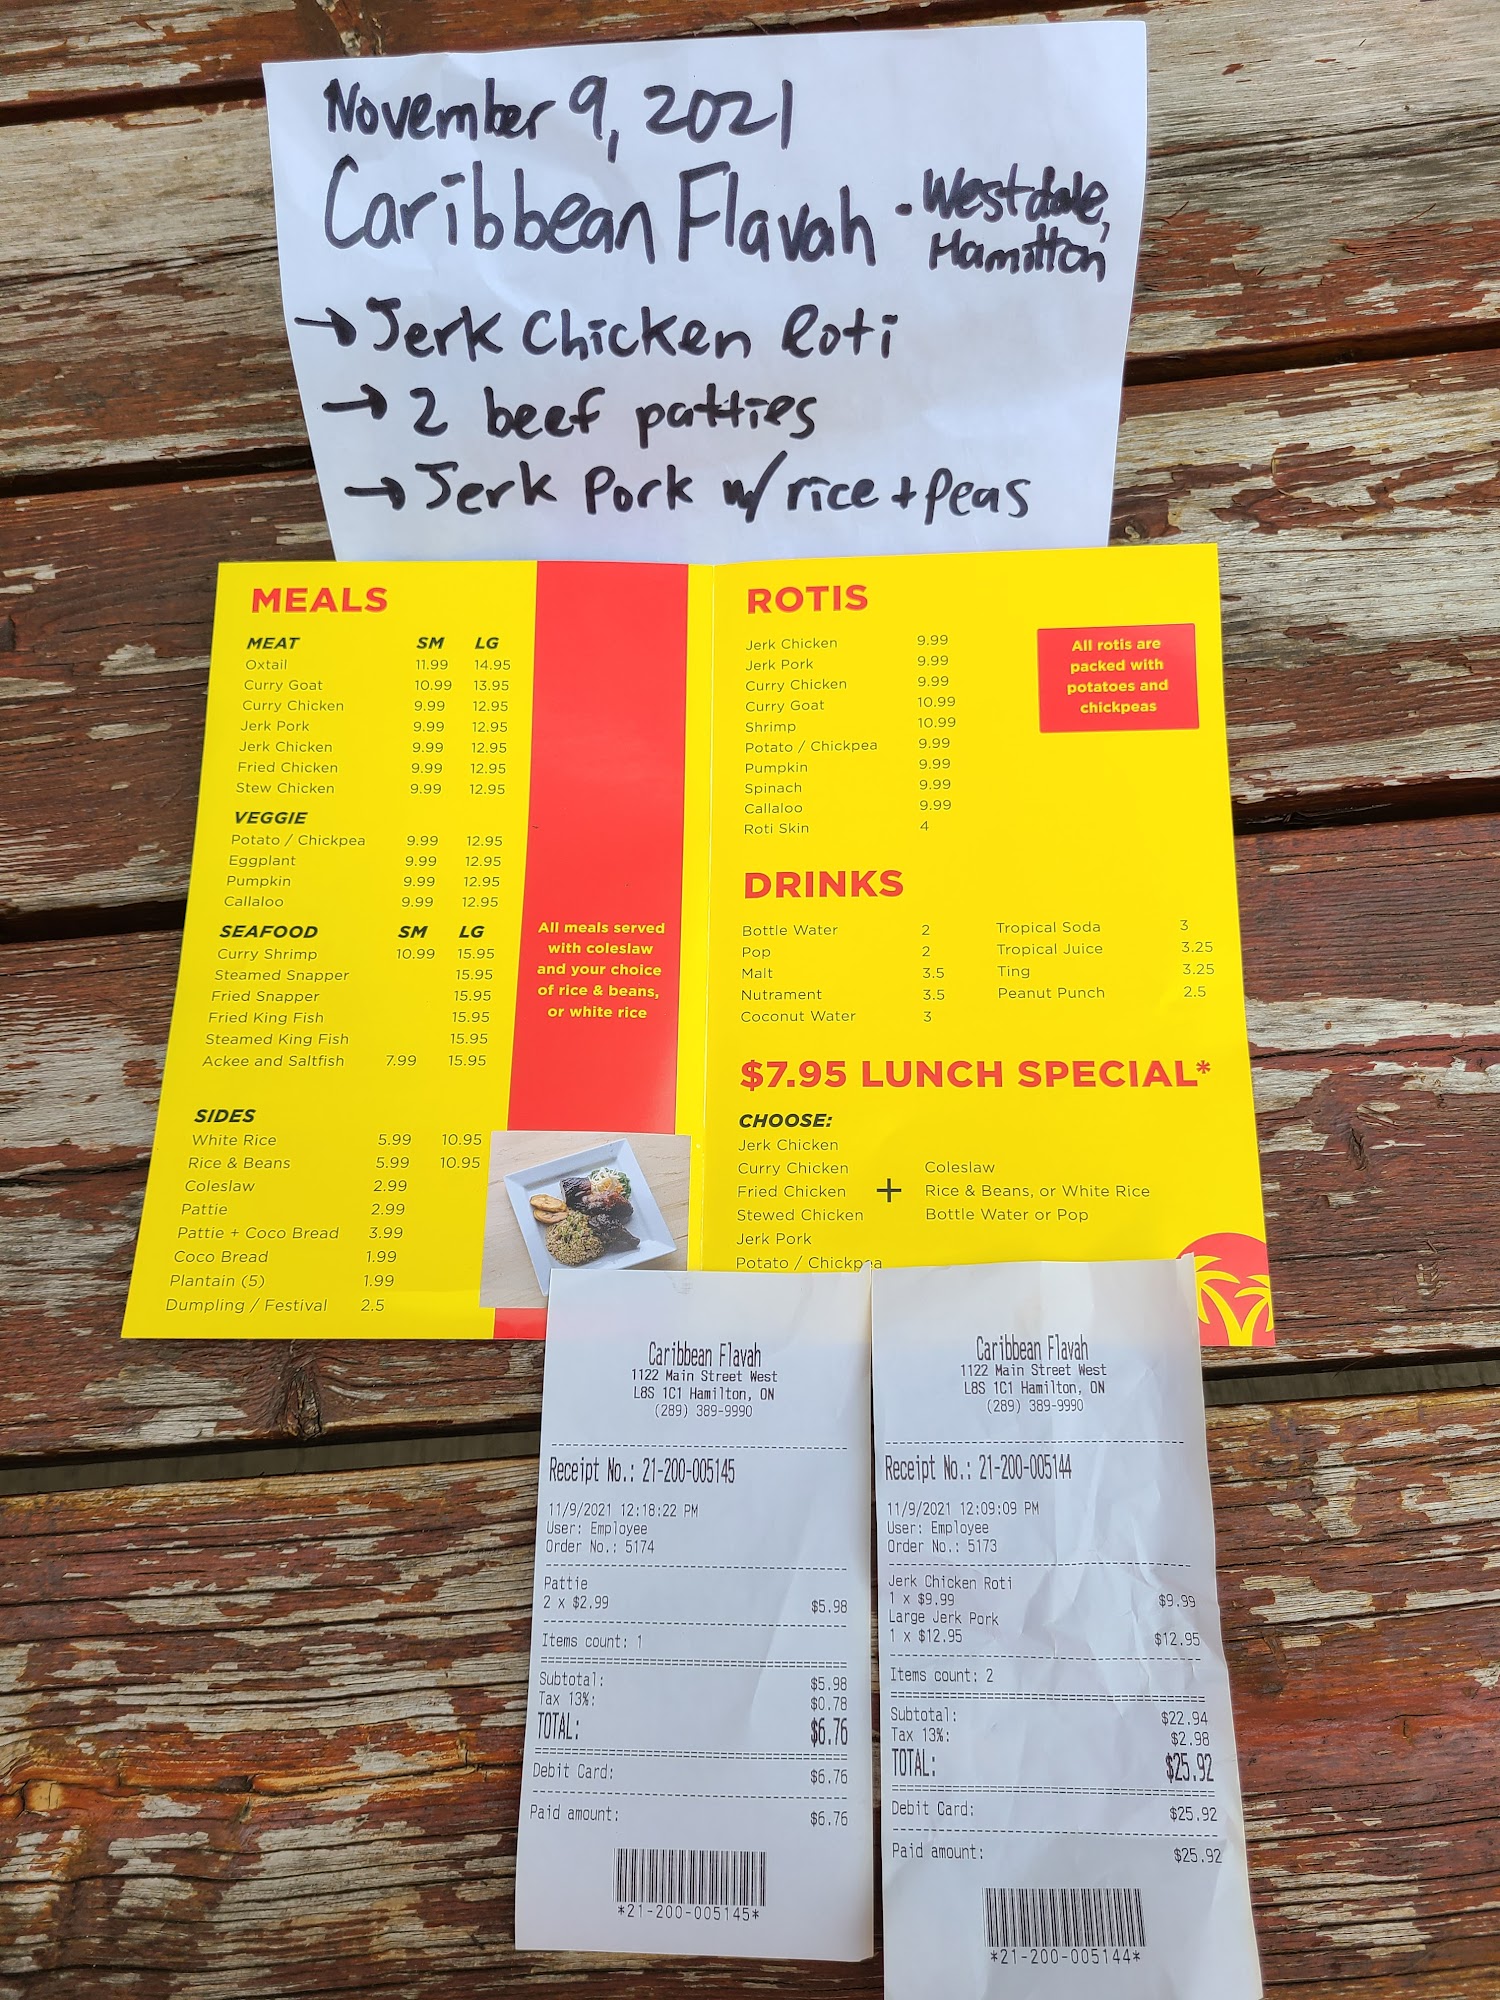 November 9, 2021
Caribbean Flavah - Westdale, Hamilton
→ Jerk Chicken Roti
→ 2 beef patties
→ Jerk Pork w/ rice + peas
MEALS
MEAT SM LG
Oxtail 11.99 14.95
Curry Goat 10.99 13.95
Curry Chicken 9.99 12.95
Jerk Pork 9.99 12.95
Jerk Chicken 9.99 12.95
Fried Chicken 9.99 12.95
Stew Chicken 9.99 12.95
VEGGIE
Potato / Chickpea 9.99 12.95
Eggplant 9.99 12.95
Pumpkin 9.99 12.95
Callaloo 9.99 12.95
SEAFOOD SM LG
Curry Shrimp 10.99 15.95
Steamed Snapper 15.95
Fried Snapper 15.95
Fried King Fish 15.95
Steamed King Fish 15.95
Ackee and Saltfish 7.99 15.95
SIDES
White Rice 5.99 10.95
Rice & Beans 5.99 10.95
Coleslaw 2.99
Pattie 2.99
Pattie + Coco Bread 3.99
Coco Bread 1.99
Plantain (5) 1.99
Dumpling / Festival 2.5
All meals served
with coleslaw
and your choice
of rice & beans,
or white rice
ROTIS
Jerk Chicken 9.99
Jerk Pork 9.99
Curry Chicken 9.99
Curry Goat 10.99
Shrimp 10.99
Potato / Chickpea 9.99
Pumpkin 9.99
Spinach 9.99
Callaloo 9.99
Roti Skin 4
All rotis are
packed with
potatoes and
chickpeas
DRINKS
Bottle Water 2
Pop 2
Malt 3.5
Nutrament 3.5
Coconut Water 3
Tropical Soda 3
Tropical Juice 3.25
Ting 3.25
Peanut Punch 2.5
$7.95 LUNCH SPECIAL*
CHOOSE:
Jerk Chicken
Curry Chicken
Fried Chicken
Stewed Chicken
Jerk Pork
Potato / Chickpea
+
Coleslaw
Rice & Beans, or White Rice
Bottle Water or Pop
Caribbean Flavah
1122 Main Street West
L8S 1C1 Hamilton, ON
(289) 389-9990
Receipt No.: 21-200-005145
11/9/2021 12:18:22 PM
User: Employee
Order No.: 5174
Pattie
2 x $2.99 $5.98
Items count: 1
Subtotal: $5.98
Tax 13%: $0.78
TOTAL: $6.76
Debit Card: $6.76
Paid amount: $6.76
*21-200-005145*
Caribbean Flavah
1122 Main Street West
L8S 1C1 Hamilton, ON
(289) 389-9990
Receipt No.: 21-200-005144
11/9/2021 12:09:09 PM
User: Employee
Order No.: 5173
Jerk Chicken Roti
1 x $9.99 $9.99
Large Jerk Pork
1 x $12.95 $12.95
Items count: 2
Subtotal: $22.94
Tax 13%: $2.98
TOTAL: $25.92
Debit Card: $25.92
Paid amount: $25.92
*21-200-005144*